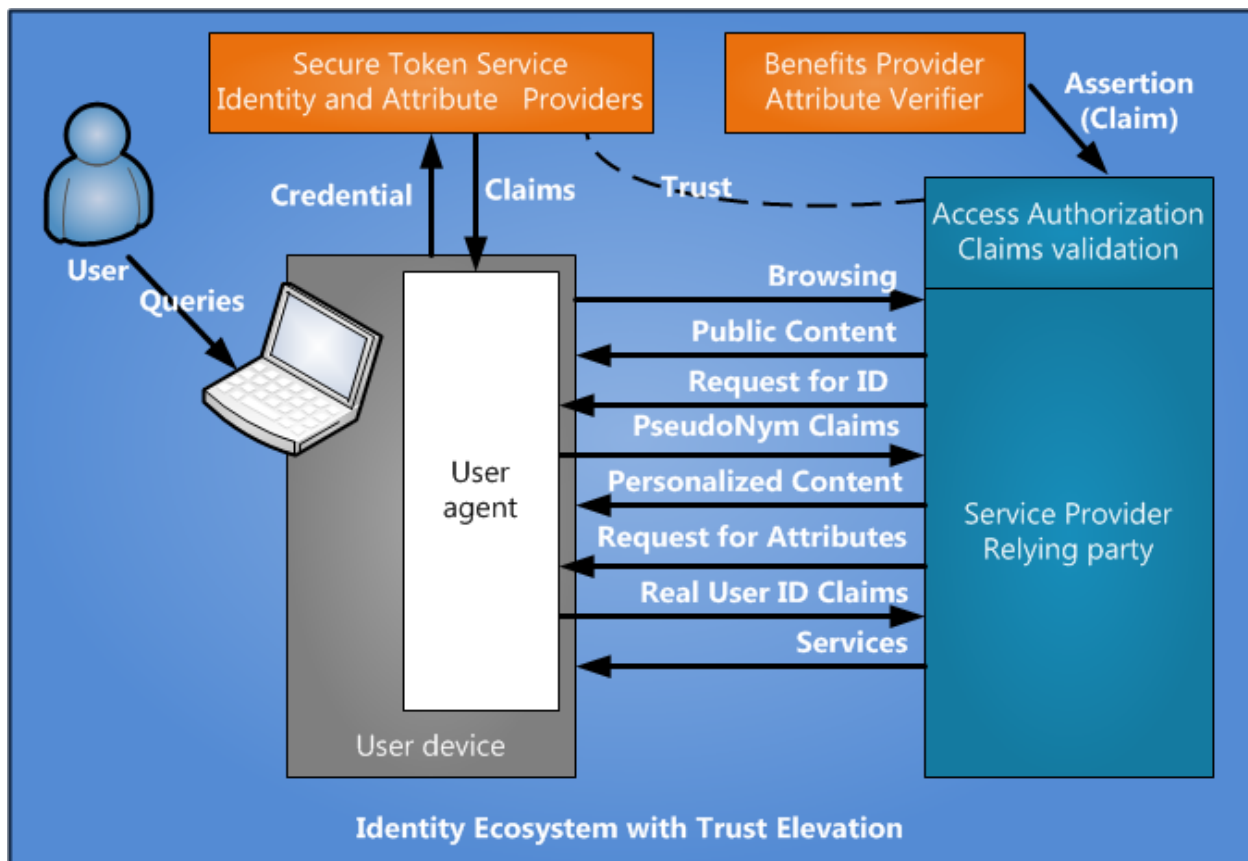 Secure Token Service
Identity and Attribute Providers
Benefits Provider
Attribute Verifier
Assertion
(Claim)
Credential
Claims
Trust
User
Queries
Access Authorization
Claims validation
Browsing
Public Content
Request for ID
PseudoNym Claims
Personalized Content
Request for Attributes
Real User ID Claims
Services
User
agent
Service Provider
Relying party
User device
Identity Ecosystem with Trust Elevation